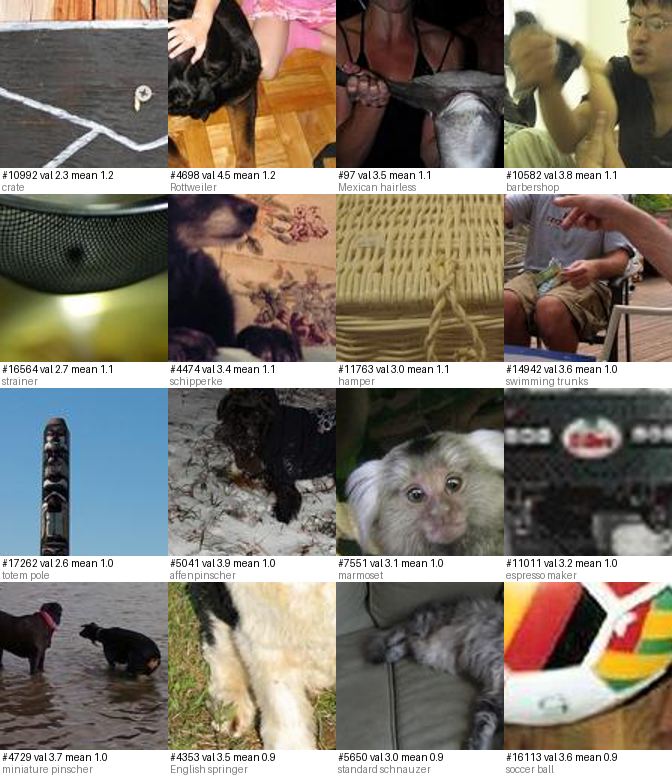 #10992 val 2.3 mean 1.2
crate
#4698 val 4.5 mean 1.2
Rottweiler
#97 val 3.5 mean 1.1
Mexican hairless
#10582 val 3.8 mean 1.1
barbershop
#16564 val 2.7 mean 1.1
strainer
#4474 val 3.4 mean 1.1
schipperke
#11763 val 3.0 mean 1.1
hamper
#14942 val 3.6 mean 1.0
swimming trunks
#17262 val 2.6 mean 1.0
totem pole
#5041 val 3.9 mean 1.0
affenpinscher
#7551 val 3.1 mean 1.0
marmoset
#11011 val 3.2 mean 1.0
espresso maker
#4729 val 3.7 mean 1.0
miniature pinscher
#4353 val 3.5 mean 0.9
English springer
#5650 val 3.0 mean 0.9
standard schnauzer
#16113 val 3.6 mean 0.9
soccer ball